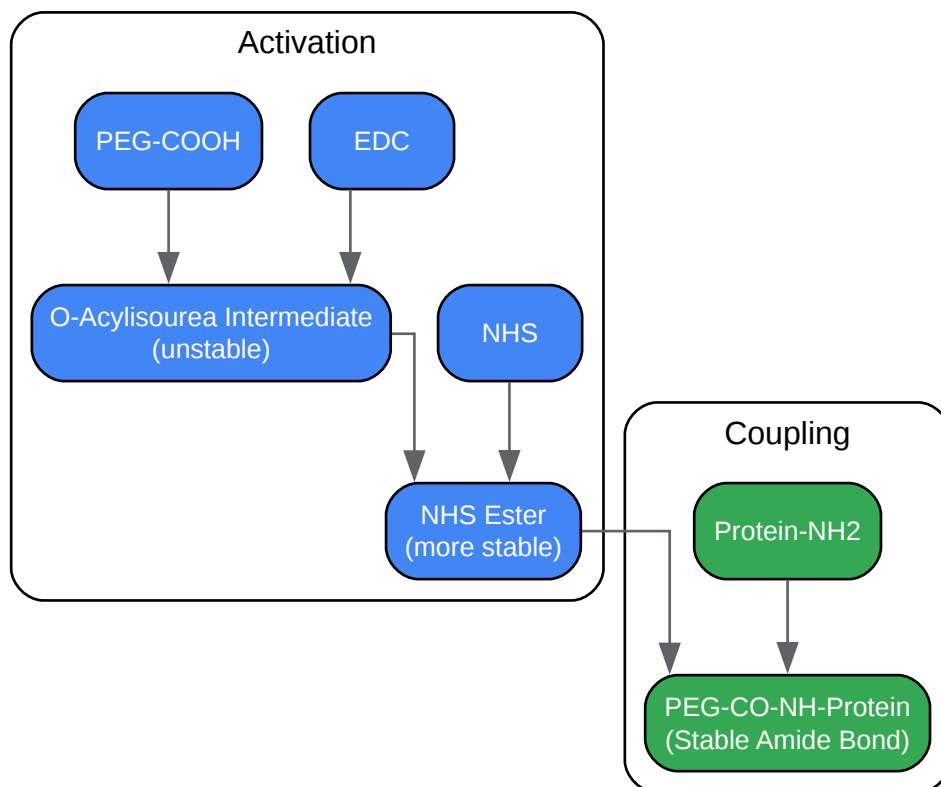 Activation
PEG-COOH
EDC
O-Acylisourea Intermediate
(unstable)
NHS
NHS Ester
(more stable)
Coupling
Protein-NH2
PEG-CO-NH-Protein
(Stable Amide Bond)